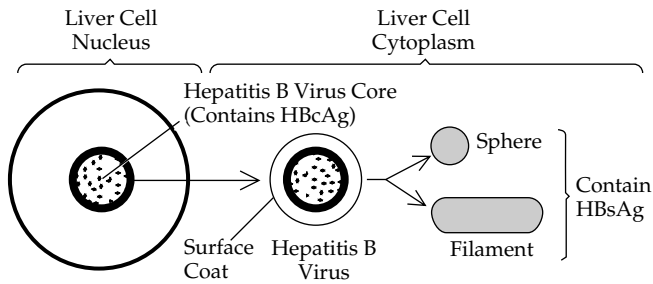 Liver Cell
Nucleus
Liver Cell
Cytoplasm
Hepatitis B Virus Core
(Contains HBcAg)
Sphere
Contain
HBsAg
Surface
Coat
Hepatitis B
Virus
Filament